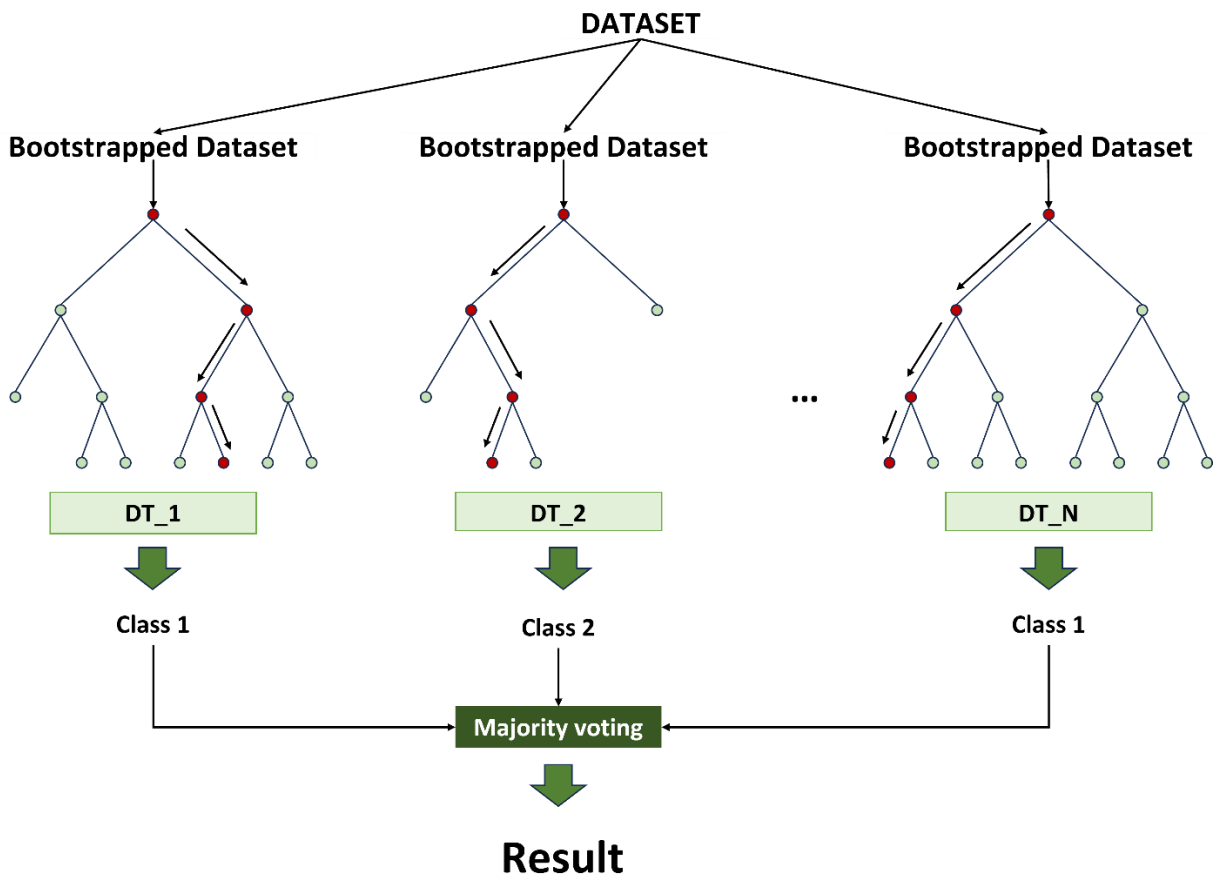 DATASET
Bootstrapped Dataset
Bootstrapped Dataset
Bootstrapped Dataset
...
DT_1
DT_2
DT_N
Class 1
Class 2
Class 1
Majority voting
Result